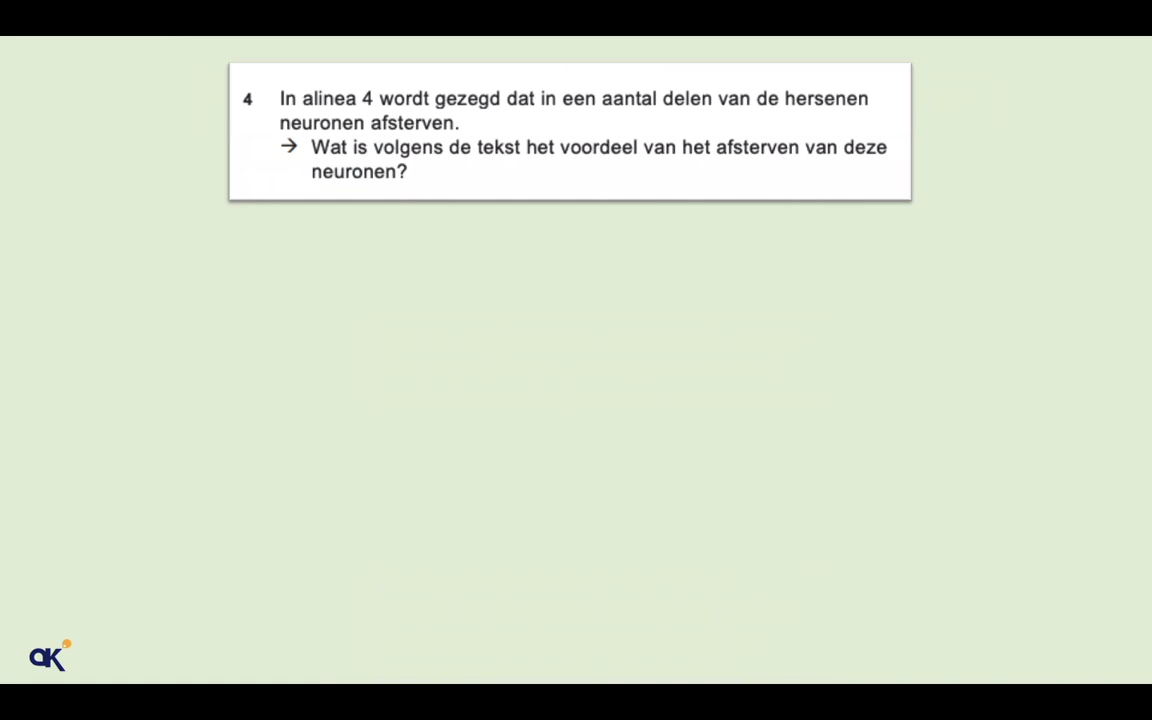 4 In alinea 4 wordt gezegd dat in een aantal delen van de hersenen
neuronen afsterven.
→ Wat is volgens de tekst het voordeel van het afsterven van deze
neuronen?
ak